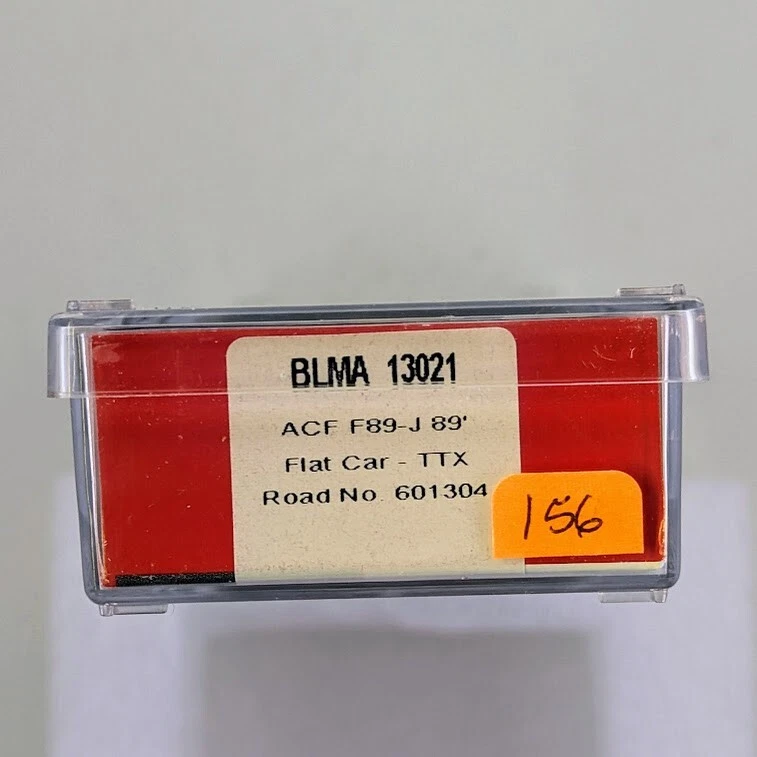 BLMA 13021
ACF F89-J 89'
Flat Car - TTX
Road No. 601304
156